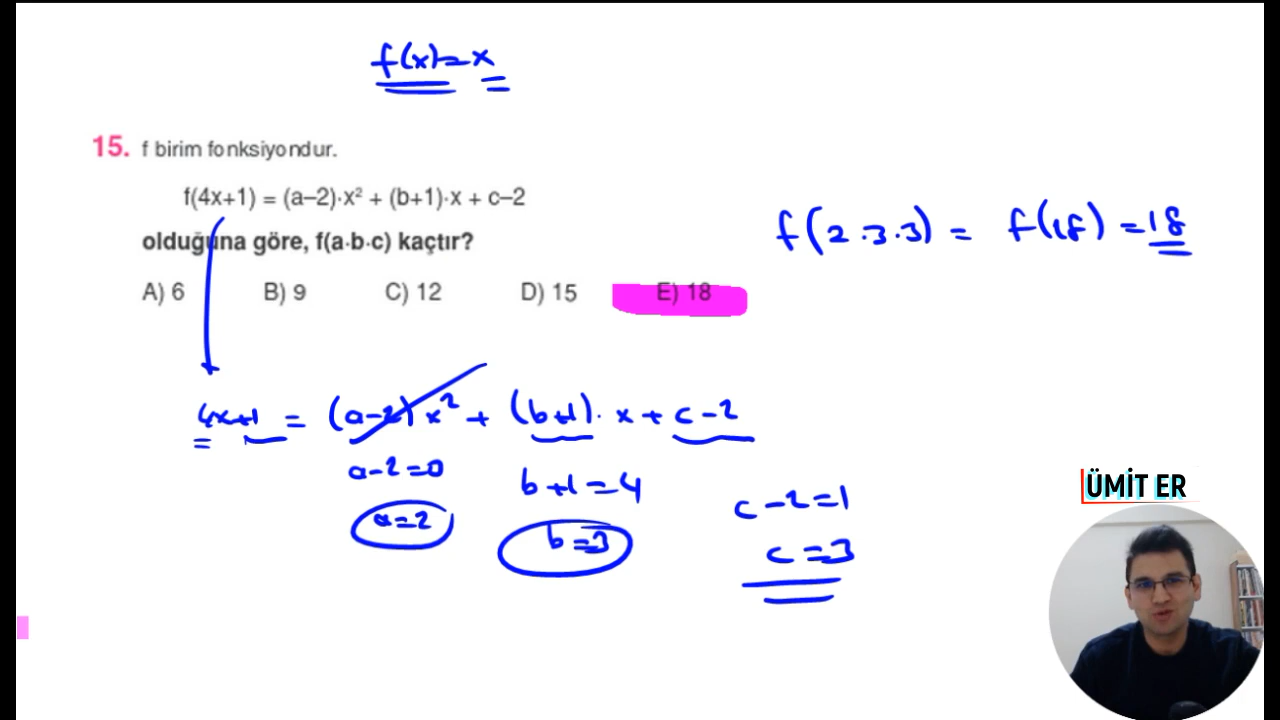 f(x)=x
15. f birim fonksiyondur.
f(4x+1) = (a–2)·x² + (b+1)·x + c–2
olduğuna göre, f(a·b·c) kaçtır?
A) 6 B) 9 C) 12 D) 15 E) 18
f(2.3.3) = f(18) = 18
4x+1 = (a-2)x² + (b+1). x + c-2
a-2=0
a=2
b+1=4
b=3
c-2=1
c=3
ÜMİT ER